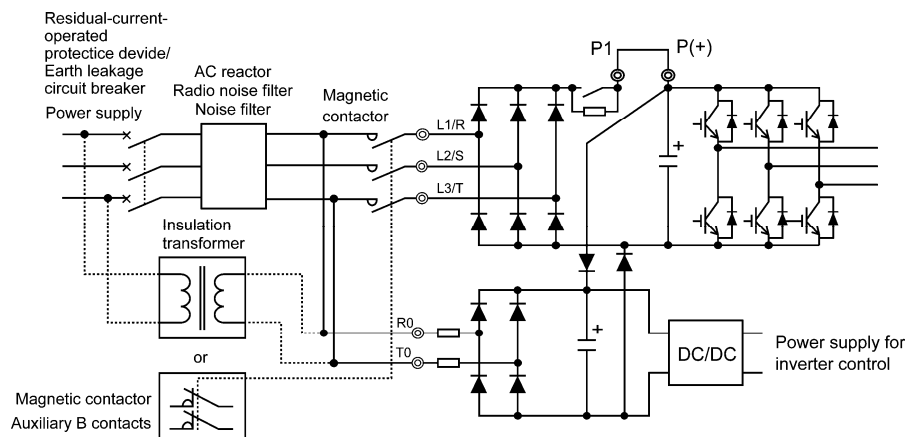 Residual-current-
operated
protectice devide/
Earth leakage
circuit breaker
Power supply
AC reactor
Radio noise filter
Noise filter
Magnetic
contactor
L1/R
L2/S
L3/T
P1
P(+)
+
Insulation
transformer
or
Magnetic contactor
Auxiliary B contacts
R0
T0
+
DC/DC
Power supply for
inverter control